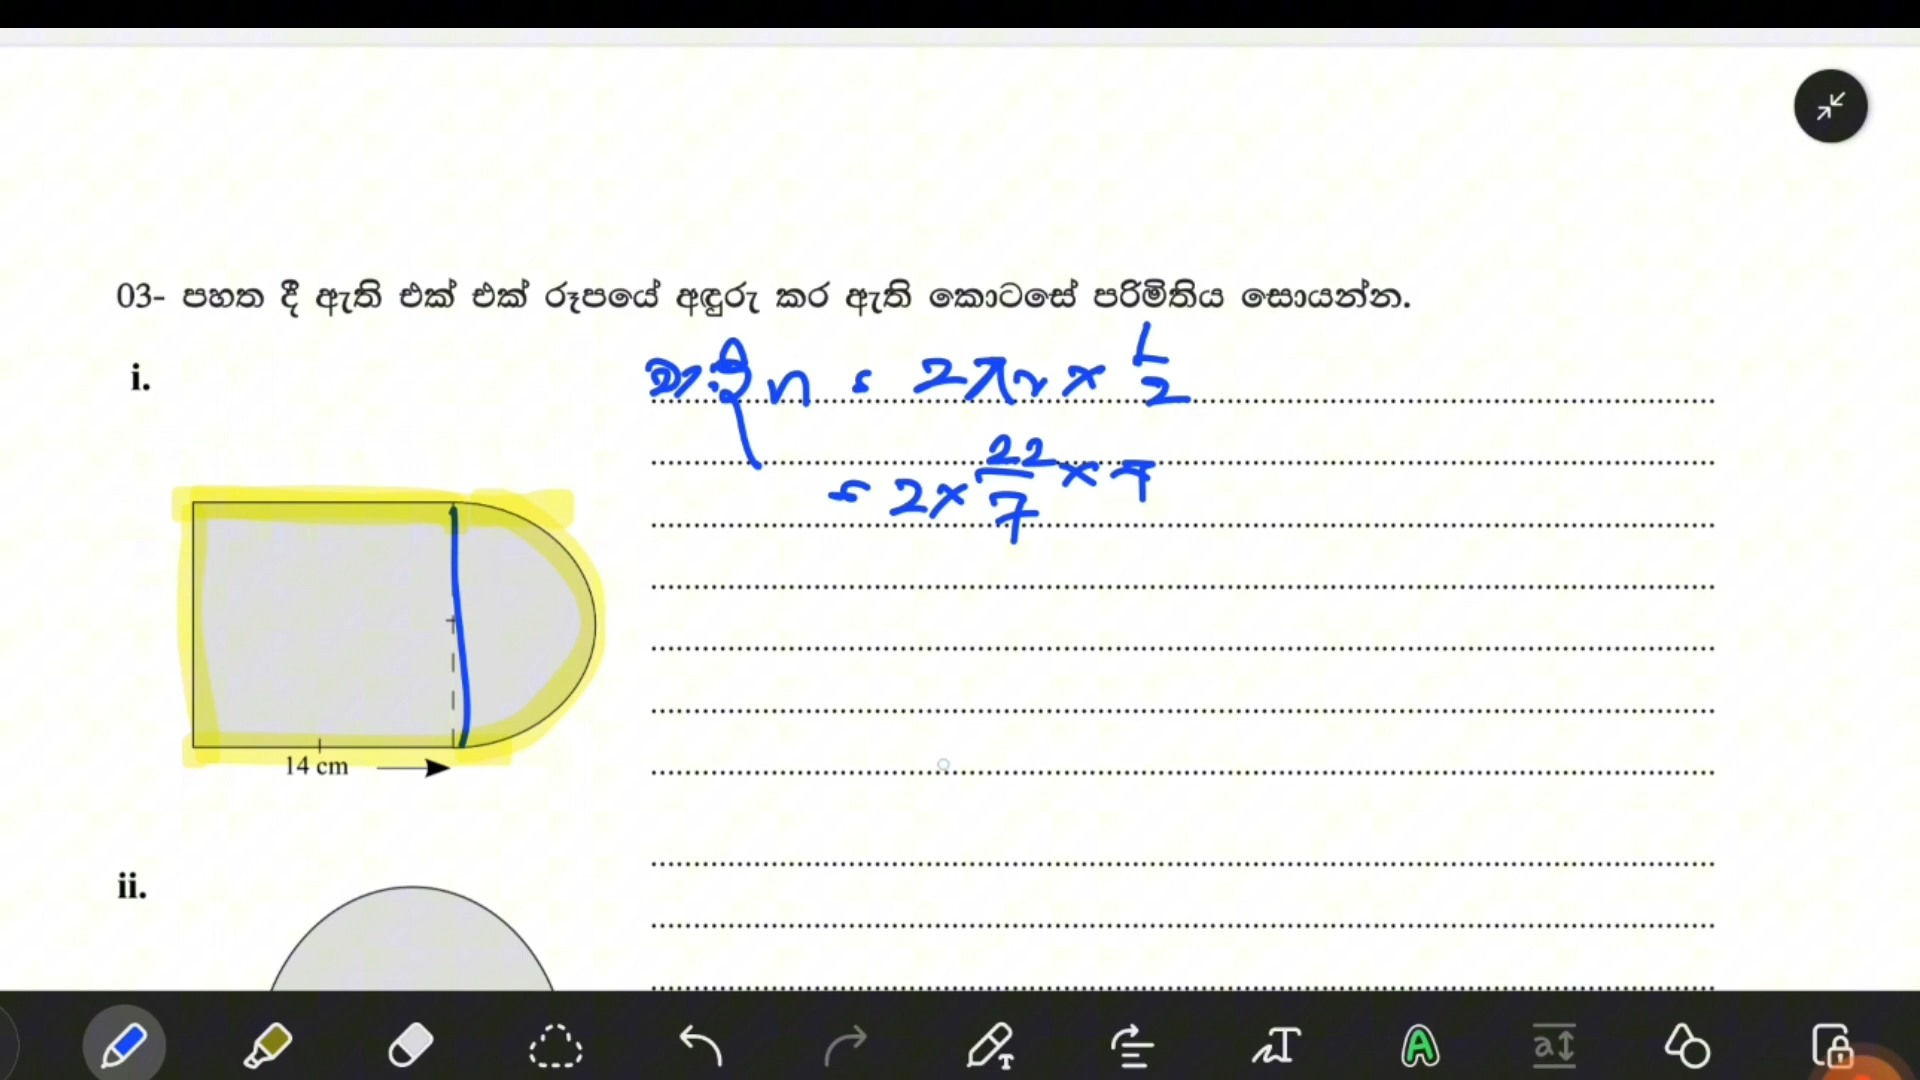 03- පහත දී ඇති එක් එක් රූපයේ අඳුරු කර ඇති කොටසේ පරිමිතිය සොයන්න.
i.
= 2πr × 1/2
= 2 × 22/7 × 7
14 cm
ii.